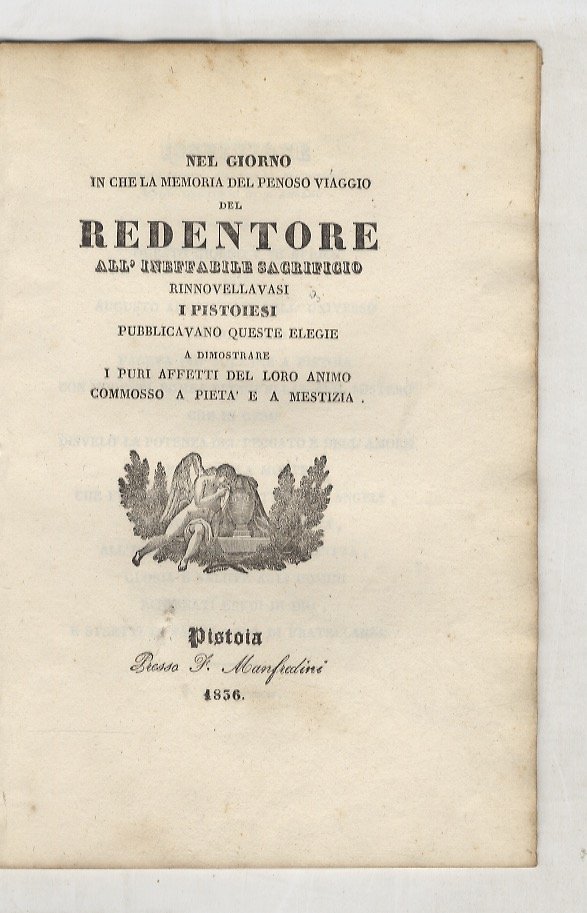 NEL GIORNO
IN CHE LA MEMORIA DEL PENOSO VIAGGIO
DEL
REDENTORE
ALL' INEFFABILE SACRIFICIO
RINNOVELLAVASI
I PISTOIESI
PUBBLICAVANO QUESTE ELEGIE
A DIMOSTRARE
I PURI AFFETTI DEL LORO ANIMO
COMMOSSO A PIETA' E A MESTIZIA .
Pistoia
Presso F. Manfredini
1836.